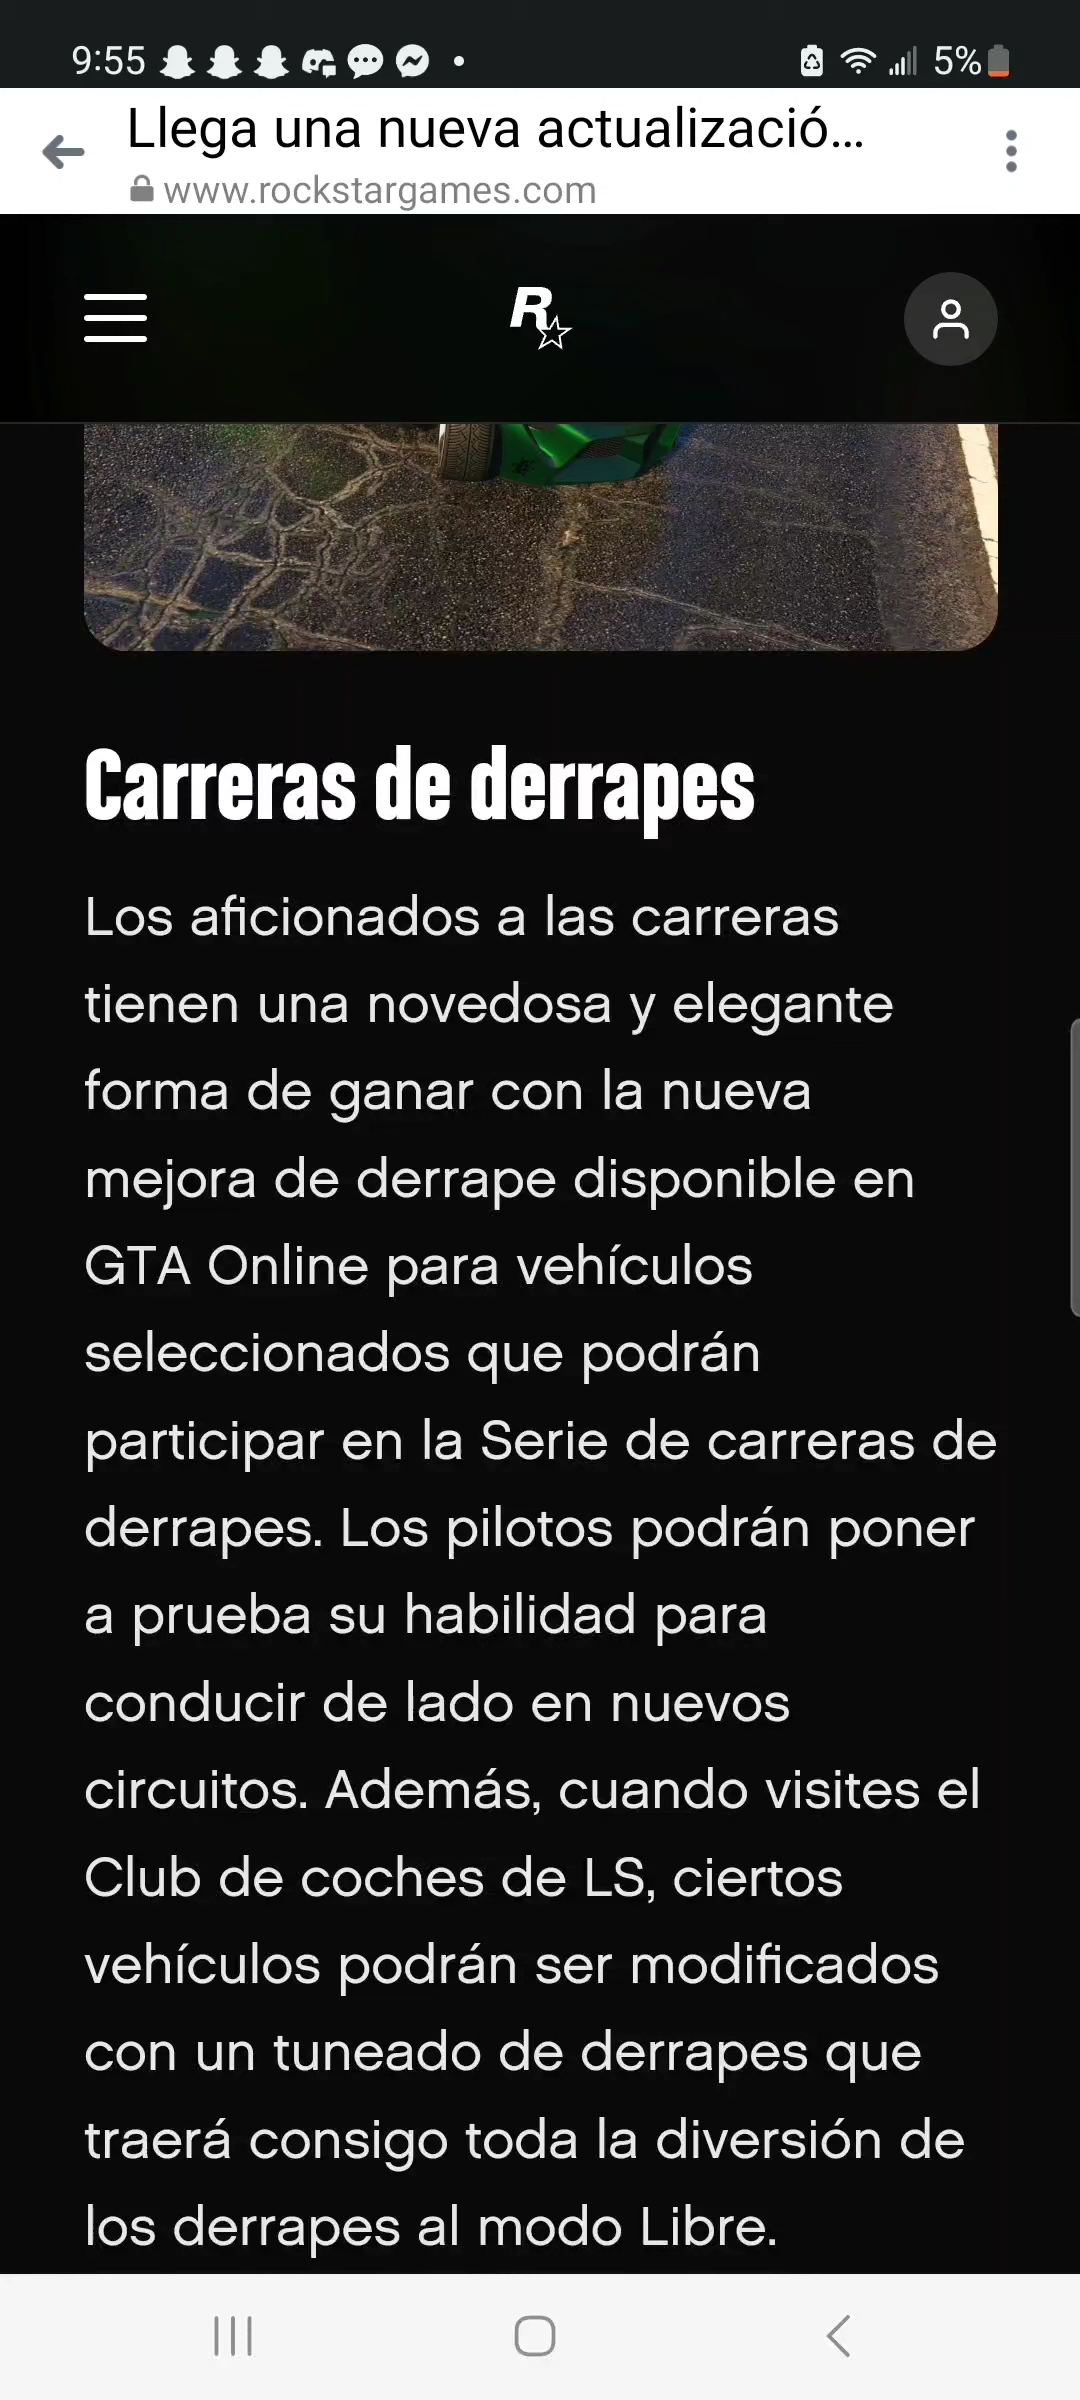 9:55
5%
Llega una nueva actualizació...
www.rockstargames.com
R
Carreras de derrapes
Los aficionados a las carreras
tienen una novedosa y elegante
forma de ganar con la nueva
mejora de derrape disponible en
GTA Online para vehículos
seleccionados que podrán
participar en la Serie de carreras de
derrapes. Los pilotos podrán poner
a prueba su habilidad para
conducir de lado en nuevos
circuitos. Además, cuando visites el
Club de coches de LS, ciertos
vehículos podrán ser modificados
con un tuneado de derrapes que
traerá consigo toda la diversión de
los derrapes al modo Libre.